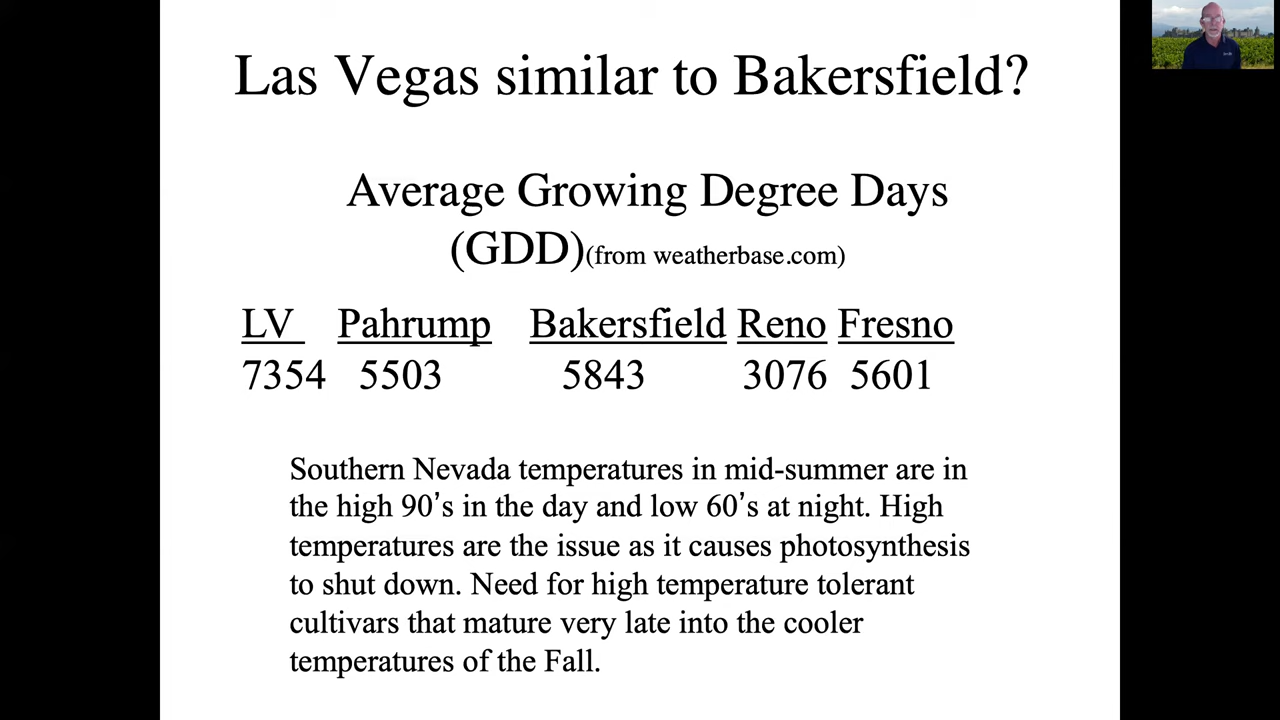 Las Vegas similar to Bakersfield?
Average Growing Degree Days
(GDD)(from weatherbase.com)
LV Pahrump Bakersfield Reno Fresno
7354 5503 5843 3076 5601
Southern Nevada temperatures in mid-summer are in
the high 90’s in the day and low 60’s at night. High
temperatures are the issue as it causes photosynthesis
to shut down. Need for high temperature tolerant
cultivars that mature very late into the cooler
temperatures of the Fall.